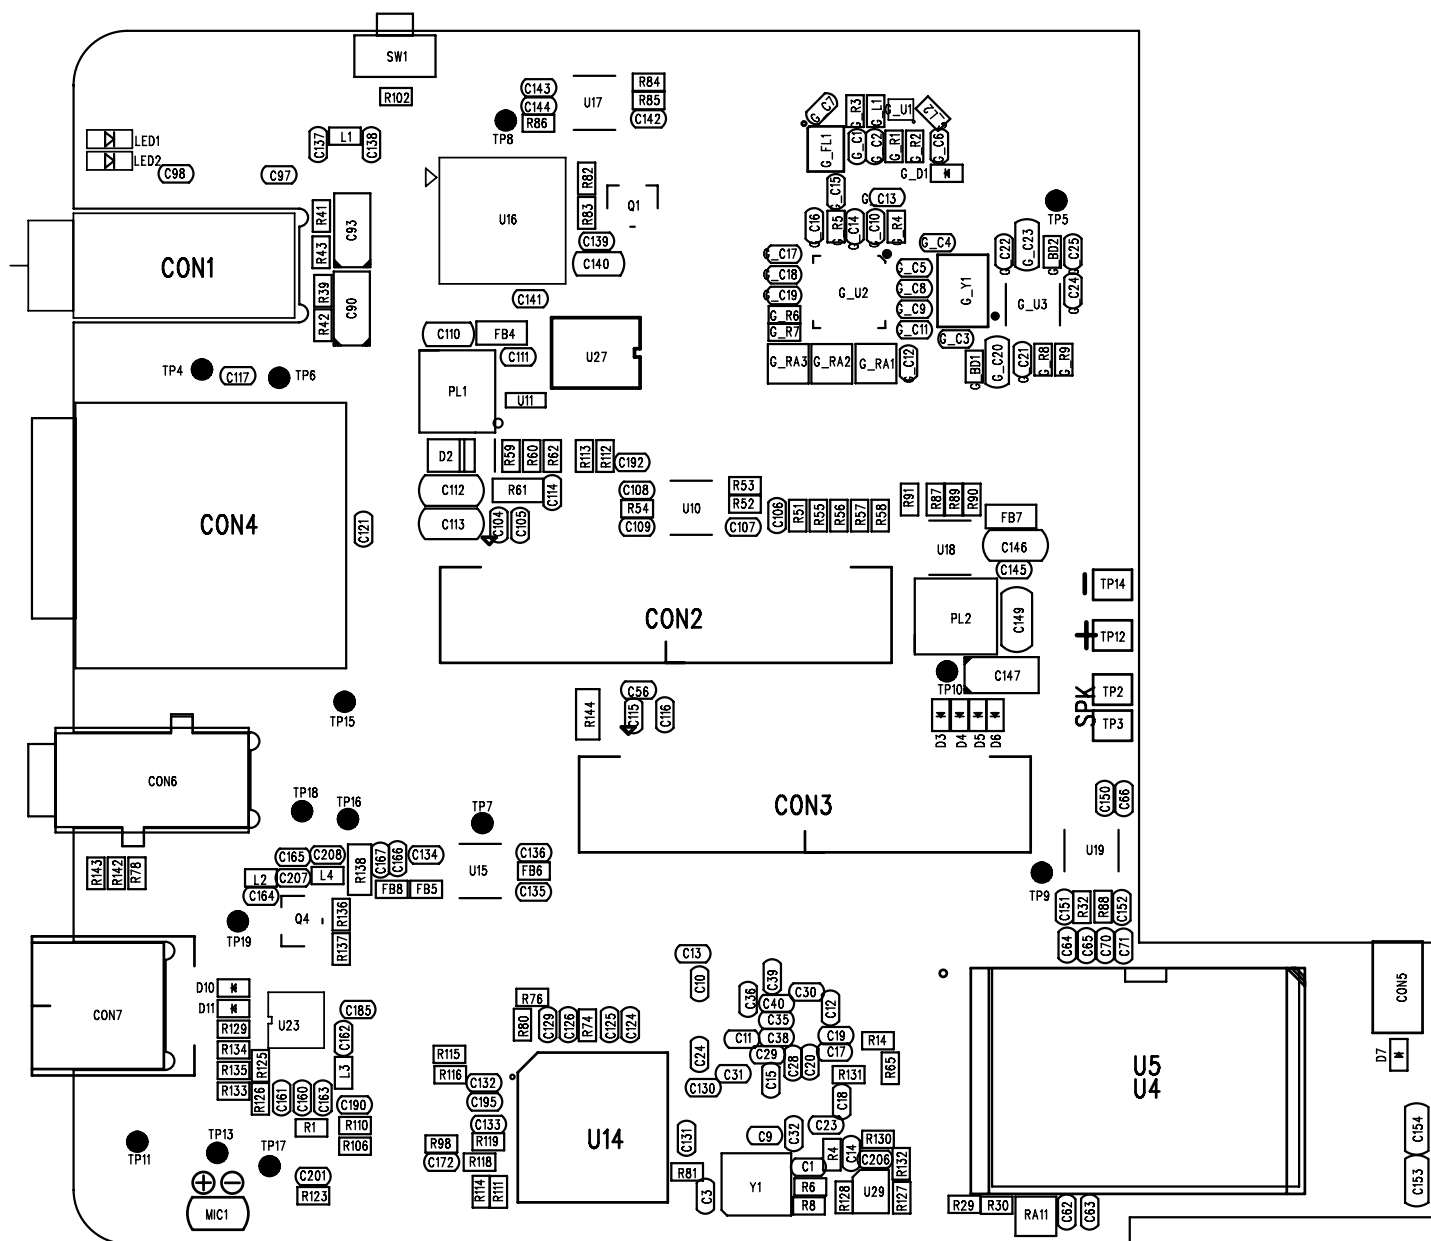 SW1
R102
C143
C144
R86
U17
R84
R85
C142
TP8
G_C7
G_R3
L1
G_U1
L2
G_FL1
G_C1
G_C2
G_R1
G_R2
G_C6
G_D1
LED1
LED2
C98
C97
C137
L1
C138
U16
R82
R83
Q1
C139
C140
C141
G_C15
G_C13
C16
G_R5
G_C14
G_C10
G_R4
TP5
G_C17
G_C18
G_C19
G_R6
G_R7
G_U2
G_C4
G_C5
G_C8
G_C9
G_C11
G_Y1
G_C3
G_C22
G_C23
G_BD2
G_C25
G_C24
G_U3
G_RA3
G_RA2
G_RA1
G_C12
G_BD1
G_C20
G_C21
G_R8
G_R9
CON1
R41
R43
C93
R39
R42
C90
TP4
C117
TP6
C110
FB4
C111
U27
PL1
U11
D2
R59
R60
R62
R113
R112
C192
C112
R61
C114
C113
C104
C105
C108
R54
C109
U10
R53
R52
C107
C106
R51
R55
R56
R57
R58
R91
R87
R89
R90
FB7
U18
C146
C145
CON4
C121
CON2
PL2
C149
TP10
C147
TP14
TP12
SPK
TP2
TP3
D3
D4
D5
D6
TP15
R144
C56
C115
C116
CON3
CON6
TP18
TP16
TP7
C150
C66
U19
TP9
R143
R142
R78
C165
C208
L2
C207
L4
C164
R138
C167
C166
C134
FB8
FB5
U15
C136
FB6
C135
C151
R32
R88
C152
C64
C65
C70
C71
TP19
Q4
R136
R137
CON7
D10
D11
R129
R134
R135
R133
R125
R126
U23
C185
C162
L3
C161
C160
C163
C190
R1
R110
R106
TP11
TP13
TP17
C201
R123
MIC1
R76
R80
C129
C126
R74
C125
C124
R115
R116
C132
C195
C133
R98
R119
C172
R118
R114
R111
U14
C13
C10
C39
C36
C40
C30
C12
C35
C11
C38
C19
C24
C29
C28
C20
C17
R14
R65
C31
C15
R131
C130
C18
C131
C9
C32
C23
R4
C14
R130
C206
R132
R81
C3
Y1
C1
R6
R8
R128
U29
R127
U5
U4
CON5
D7
C154
C153
R29
R30
RA11
C62
C63